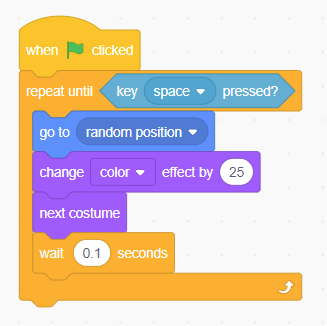 when clicked
repeat until key space pressed?
go to random position
change color effect by 25
next costume
wait 0.1 seconds